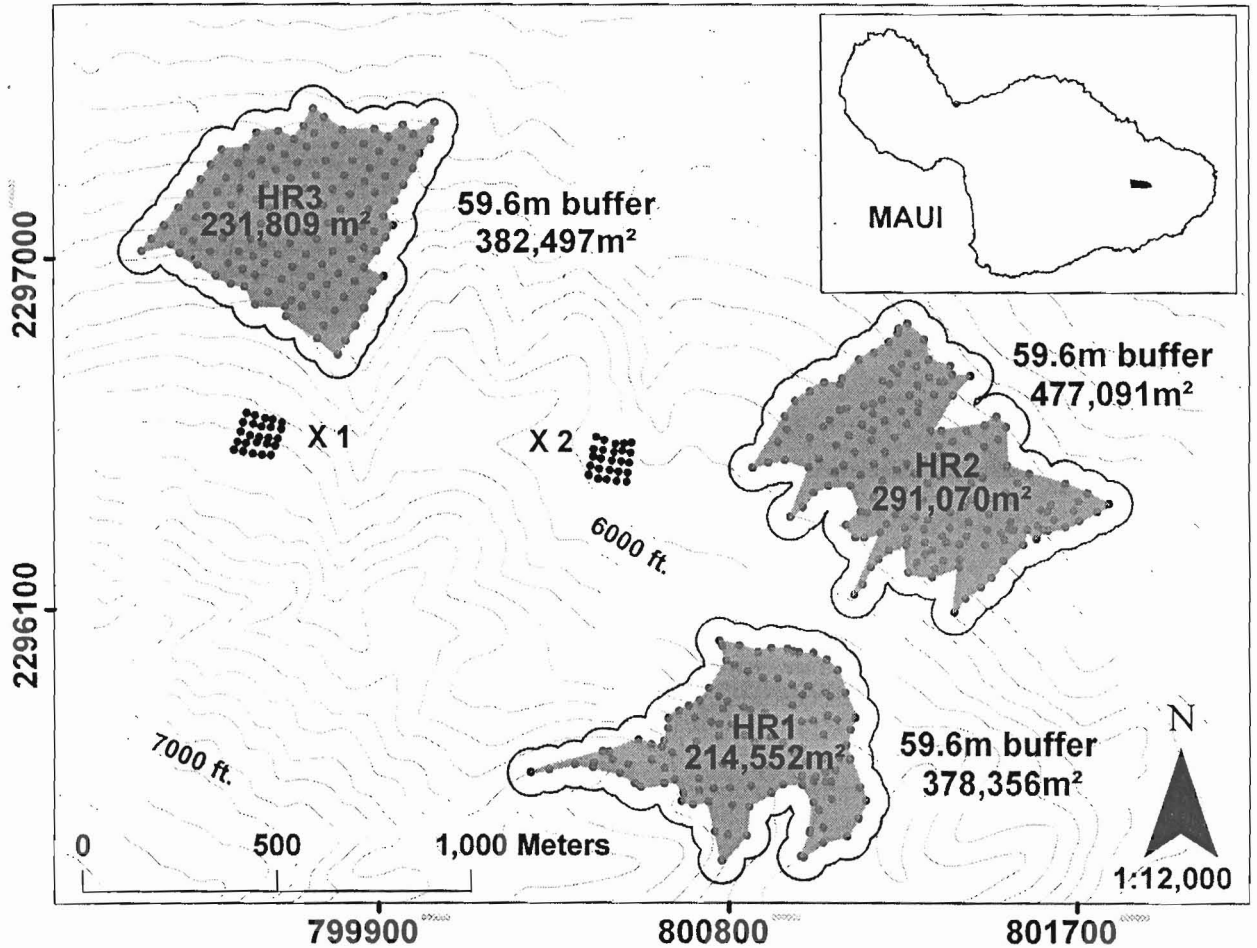 MAUI
HR3
231,809 m²
59.6m buffer
382,497m²
2297000
59.6m buffer
477,091m²
X 1
X 2
HR2
291,070m²
6000 ft.
2296100
HR1
214,552m²
59.6m buffer
378,356m²
N
7000 ft.
0 500 1,000 Meters
1:12,000
799900 800800 801700